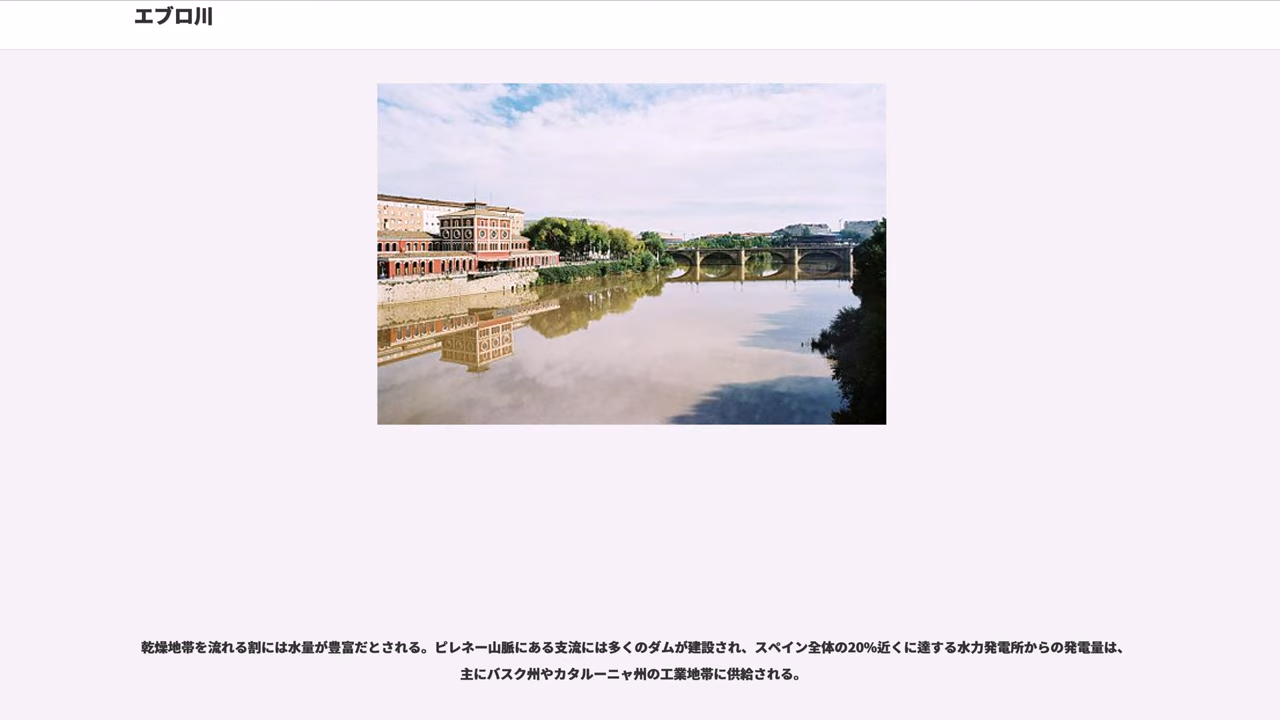 エブロ川
乾燥地帯を流れる割には水量が豊富だとされる。ピレネー山脈にある支流には多くのダムが建設され、スペイン全体の20%近くに達する水力発電所からの発電量は、
主にバスク州やカタルーニャ州の工業地帯に供給される。